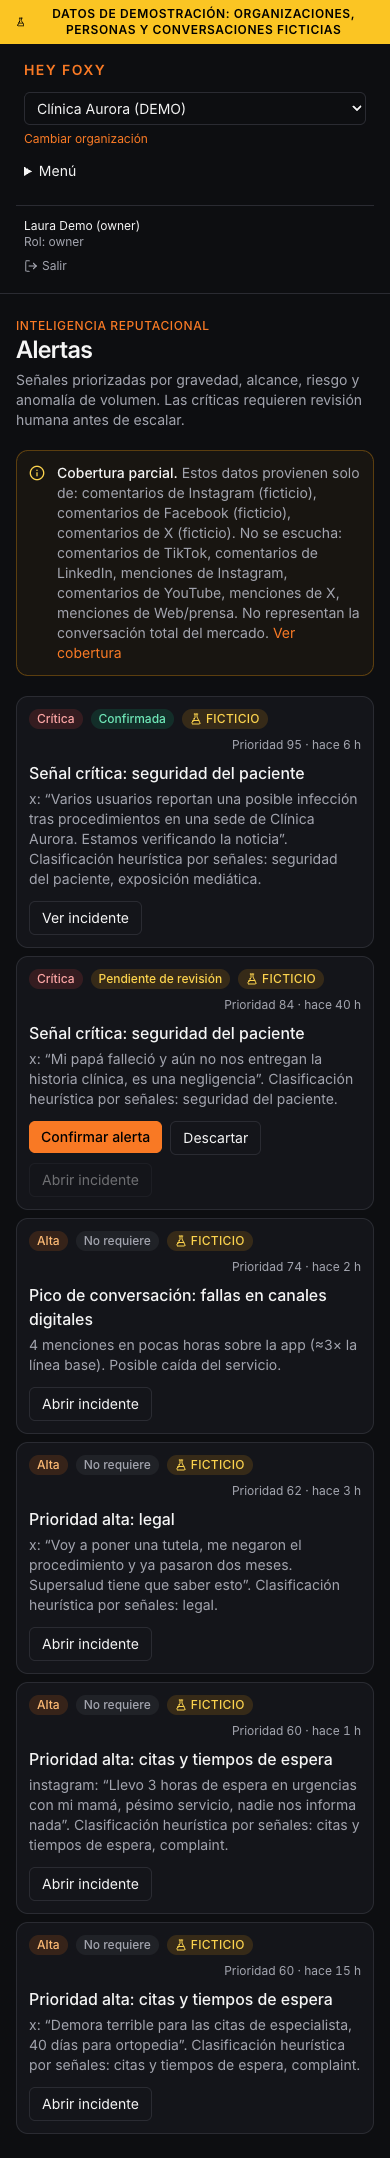 DATOS DE DEMOSTRACIÓN: ORGANIZACIONES,
PERSONAS Y CONVERSACIONES FICTICIAS
HEY FOXY
Clínica Aurora (DEMO)
Cambiar organización
Menú
Laura Demo (owner)
Rol: owner
Salir
INTELIGENCIA REPUTACIONAL
Alertas
Señales priorizadas por gravedad, alcance, riesgo y
anomalía de volumen. Las críticas requieren revisión
humana antes de escalar.
Cobertura parcial. Estos datos provienen solo
de: comentarios de Instagram (ficticio),
comentarios de Facebook (ficticio),
comentarios de X (ficticio). No se escucha:
comentarios de TikTok, comentarios de
LinkedIn, menciones de Instagram,
comentarios de YouTube, menciones de X,
menciones de Web/prensa. No representan la
conversación total del mercado. Ver
cobertura
Crítica Confirmada FICTICIO
Prioridad 95 · hace 6 h
Señal crítica: seguridad del paciente
x: “Varios usuarios reportan una posible infección
tras procedimientos en una sede de Clínica
Aurora. Estamos verificando la noticia”.
Clasificación heurística por señales: seguridad
del paciente, exposición mediática.
Ver incidente
Crítica Pendiente de revisión FICTICIO
Prioridad 84 · hace 40 h
Señal crítica: seguridad del paciente
x: “Mi papá falleció y aún no nos entregan la
historia clínica, es una negligencia”. Clasificación
heurística por señales: seguridad del paciente.
Confirmar alerta Descartar
Abrir incidente
Alta No requiere FICTICIO
Prioridad 74 · hace 2 h
Pico de conversación: fallas en canales
digitales
4 menciones en pocas horas sobre la app (≈3× la
línea base). Posible caída del servicio.
Abrir incidente
Alta No requiere FICTICIO
Prioridad 62 · hace 3 h
Prioridad alta: legal
x: “Voy a poner una tutela, me negaron el
procedimiento y ya pasaron dos meses.
Supersalud tiene que saber esto”. Clasificación
heurística por señales: legal.
Abrir incidente
Alta No requiere FICTICIO
Prioridad 60 · hace 1 h
Prioridad alta: citas y tiempos de espera
instagram: “Llevo 3 horas de espera en urgencias
con mi mamá, pésimo servicio, nadie nos informa
nada”. Clasificación heurística por señales: citas y
tiempos de espera, complaint.
Abrir incidente
Alta No requiere FICTICIO
Prioridad 60 · hace 15 h
Prioridad alta: citas y tiempos de espera
x: “Demora terrible para las citas de especialista,
40 días para ortopedia”. Clasificación heurística
por señales: citas y tiempos de espera, complaint.
Abrir incidente